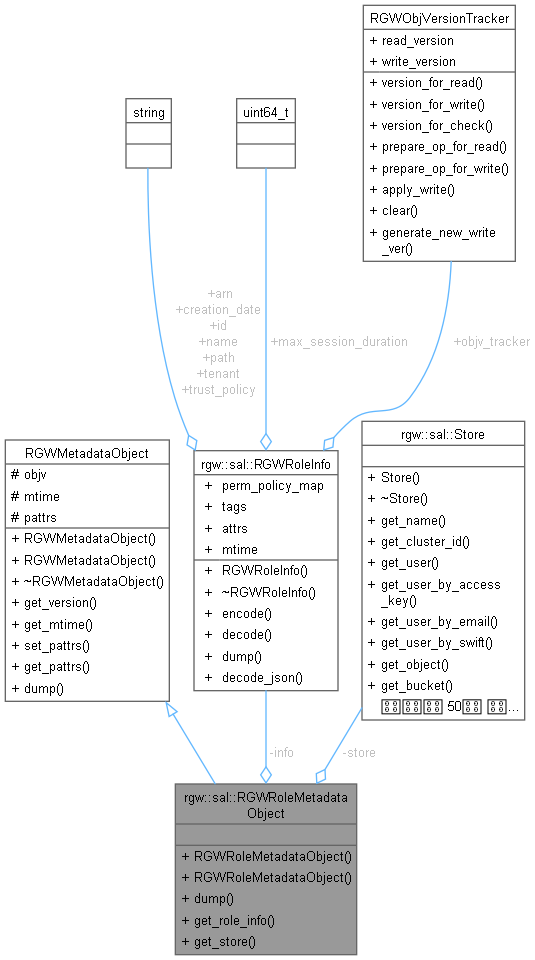 RGWObjVersionTracker
+ read_version
+ write_version
+ version_for_read()
+ version_for_write()
+ version_for_check()
+ prepare_op_for_read()
+ prepare_op_for_write()
+ apply_write()
+ clear()
+ generate_new_write
_ver()
string
uint64_t
+arn
+creation_date
+id
+name
+path
+tenant
+trust_policy
+max_session_duration
+objv_tracker
RGWMetadataObject
# objv
# mtime
# pattrs
+ RGWMetadataObject()
+ RGWMetadataObject()
+ ~RGWMetadataObject()
+ get_version()
+ get_mtime()
+ set_pattrs()
+ get_pattrs()
+ dump()
rgw::sal::RGWRoleInfo
+ perm_policy_map
+ tags
+ attrs
+ mtime
+ RGWRoleInfo()
+ ~RGWRoleInfo()
+ encode()
+ decode()
+ dump()
+ decode_json()
rgw::sal::Store
+ Store()
+ ~Store()
+ get_name()
+ get_cluster_id()
+ get_user()
+ get_user_by_access
_key()
+ get_user_by_email()
+ get_user_by_swift()
+ get_object()
+ get_bucket()
50 ...
-info
-store
rgw::sal::RGWRoleMetadata
Object
+ RGWRoleMetadataObject()
+ RGWRoleMetadataObject()
+ dump()
+ get_role_info()
+ get_store()